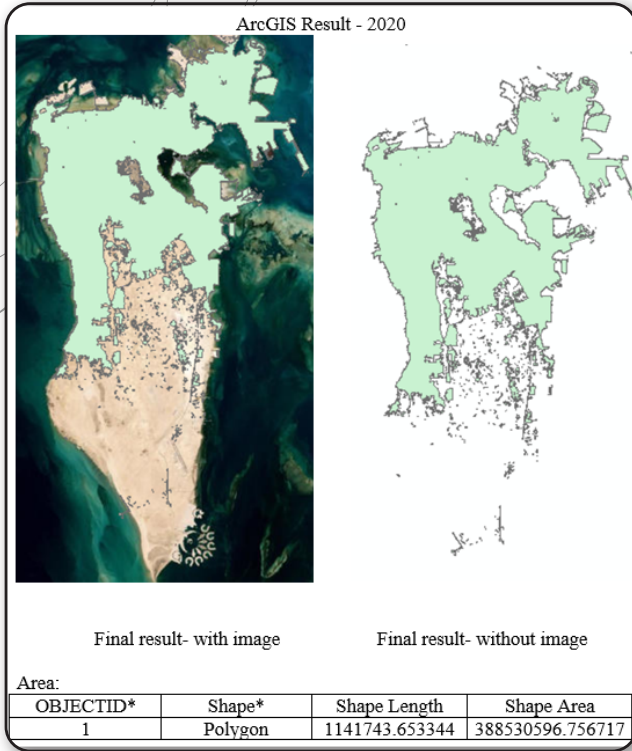 ArcGIS Result - 2020
Final result- with image Final result- without image
Area:
OBJECTID* Shape* Shape Length Shape Area
1 Polygon 1141743.653344 388530596.756717